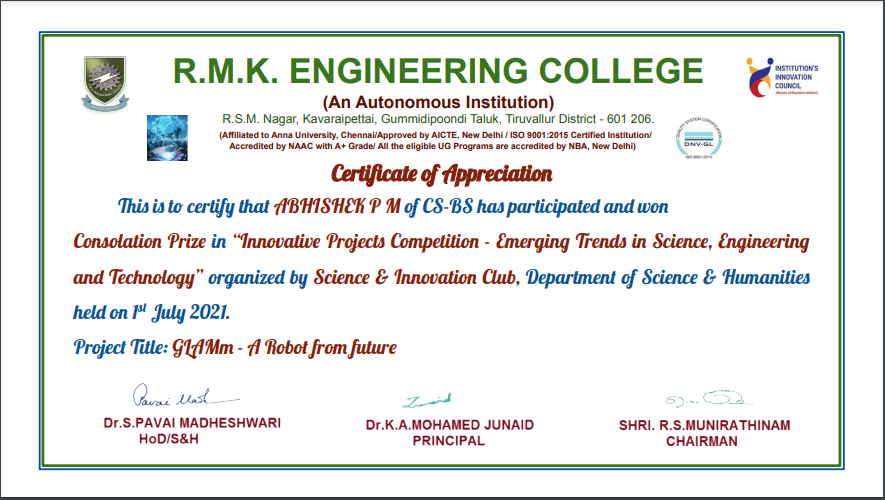 R.M.K. ENGINEERING COLLEGE
(An Autonomous Institution)
R.S.M. Nagar, Kavaraipettai, Gummidipoondi Taluk, Tiruvallur District - 601 206.
(Affiliated to Anna University, Chennai/Approved by AICTE, New Delhi / ISO 9001:2015 Certified Institution/
Accredited by NAAC with A+ Grade/ All the eligible UG Programs are accredited by NBA, New Delhi)
INSTITUTION'S
INNOVATION
COUNCIL
(Ministry of Education Initiative)
QUALITY SYSTEM CERTIFICATION
DNV·GL
ISO 9001:2015
Certificate of Appreciation
This is to certify that ABHISHEK P M of CS-BS has participated and won
Consolation Prize in “Innovative Projects Competition - Emerging Trends in Science, Engineering
and Technology” organized by Science & Innovation Club, Department of Science & Humanities
held on 1st July 2021.
Project Title: GLAMm - A Robot from future
Dr.S.PAVAI MADHESHWARI
HoD/S&H
Dr.K.A.MOHAMED JUNAID
PRINCIPAL
SHRI. R.S.MUNIRATHINAM
CHAIRMAN